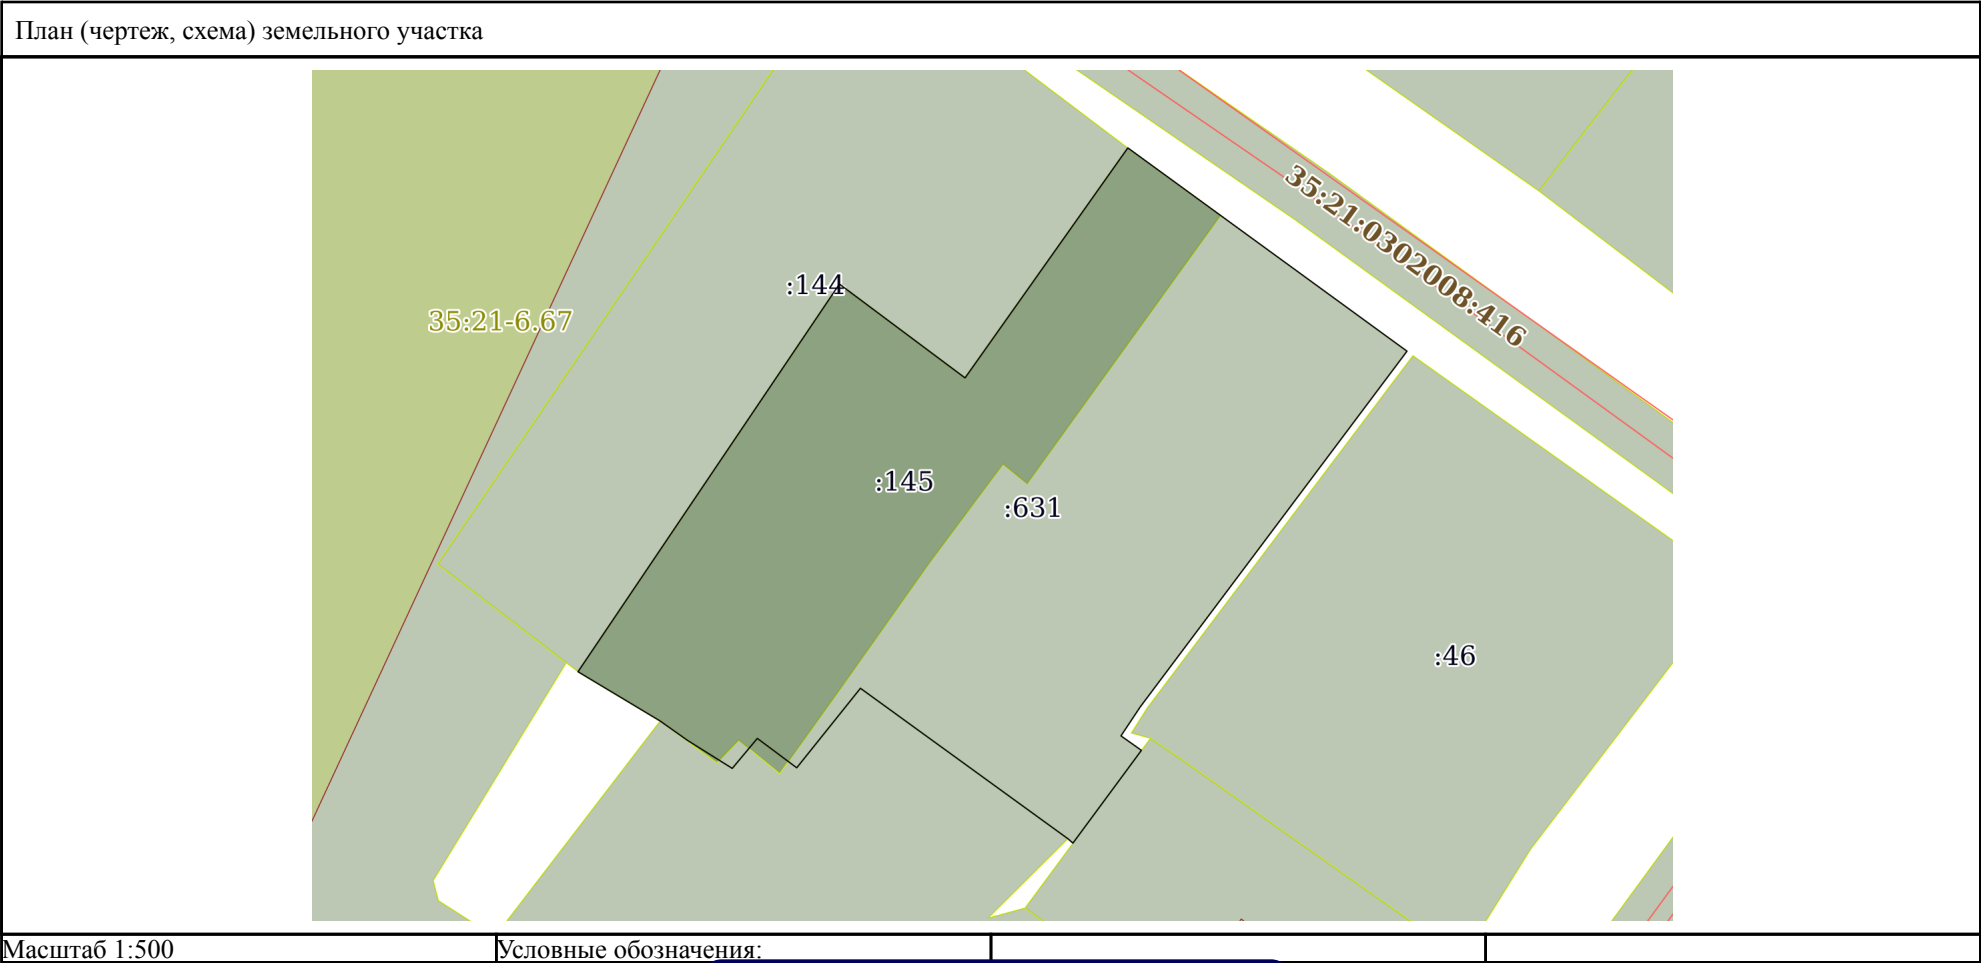 План (чертеж, схема) земельного участка
35:21:0302008:416
:144
35:21-6.67
:145
:631
:46
Масштаб 1:500
Условные обозначения: